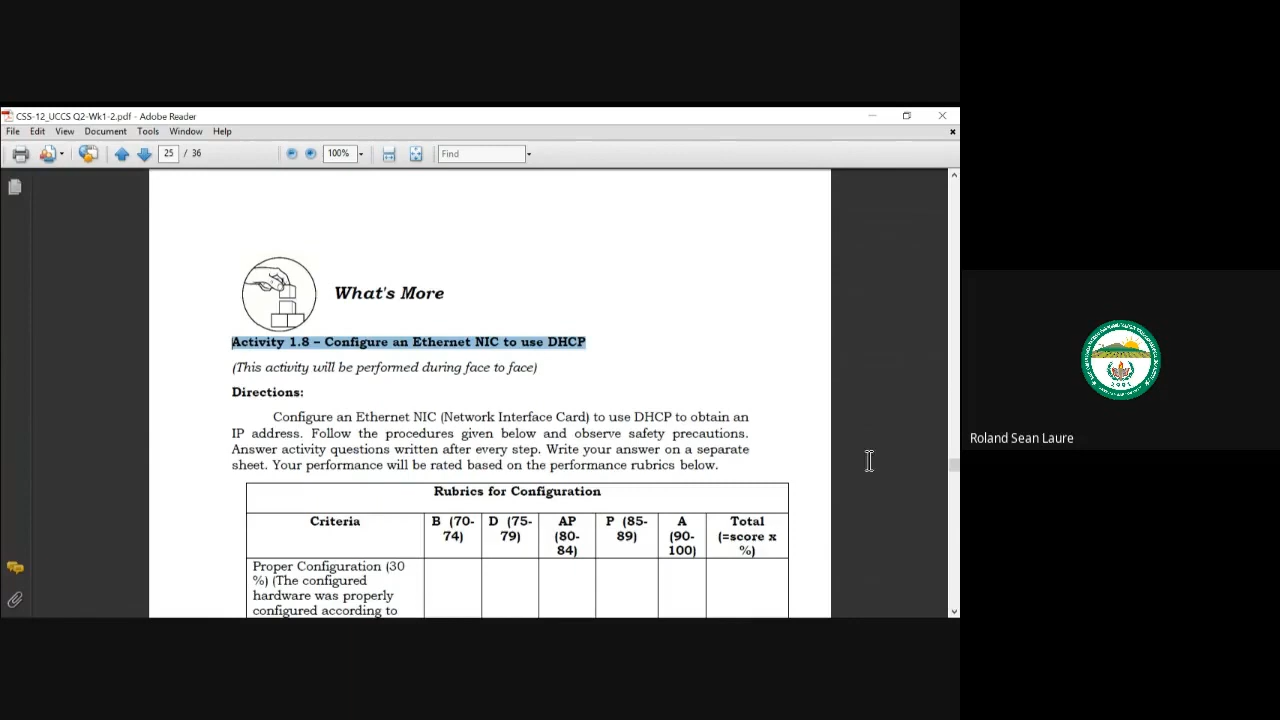 CSS-12_UCCS Q2-Wk1-2.pdf - Adobe Reader
File Edit View Document Tools Window Help
25 / 36 100% Find
What's More
Activity 1.8 – Configure an Ethernet NIC to use DHCP
(This activity will be performed during face to face)
Directions:
Configure an Ethernet NIC (Network Interface Card) to use DHCP to obtain an
IP address. Follow the procedures given below and observe safety precautions.
Answer activity questions written after every step. Write your answer on a separate
sheet. Your performance will be rated based on the performance rubrics below.
Rubrics for Configuration
Criteria B (70-74) D (75-79) AP (80-84) P (85-89) A (90-100) Total (=score x %)
Proper Configuration (30
%) (The configured
hardware was properly
configured according to
Roland Sean Laure
2001